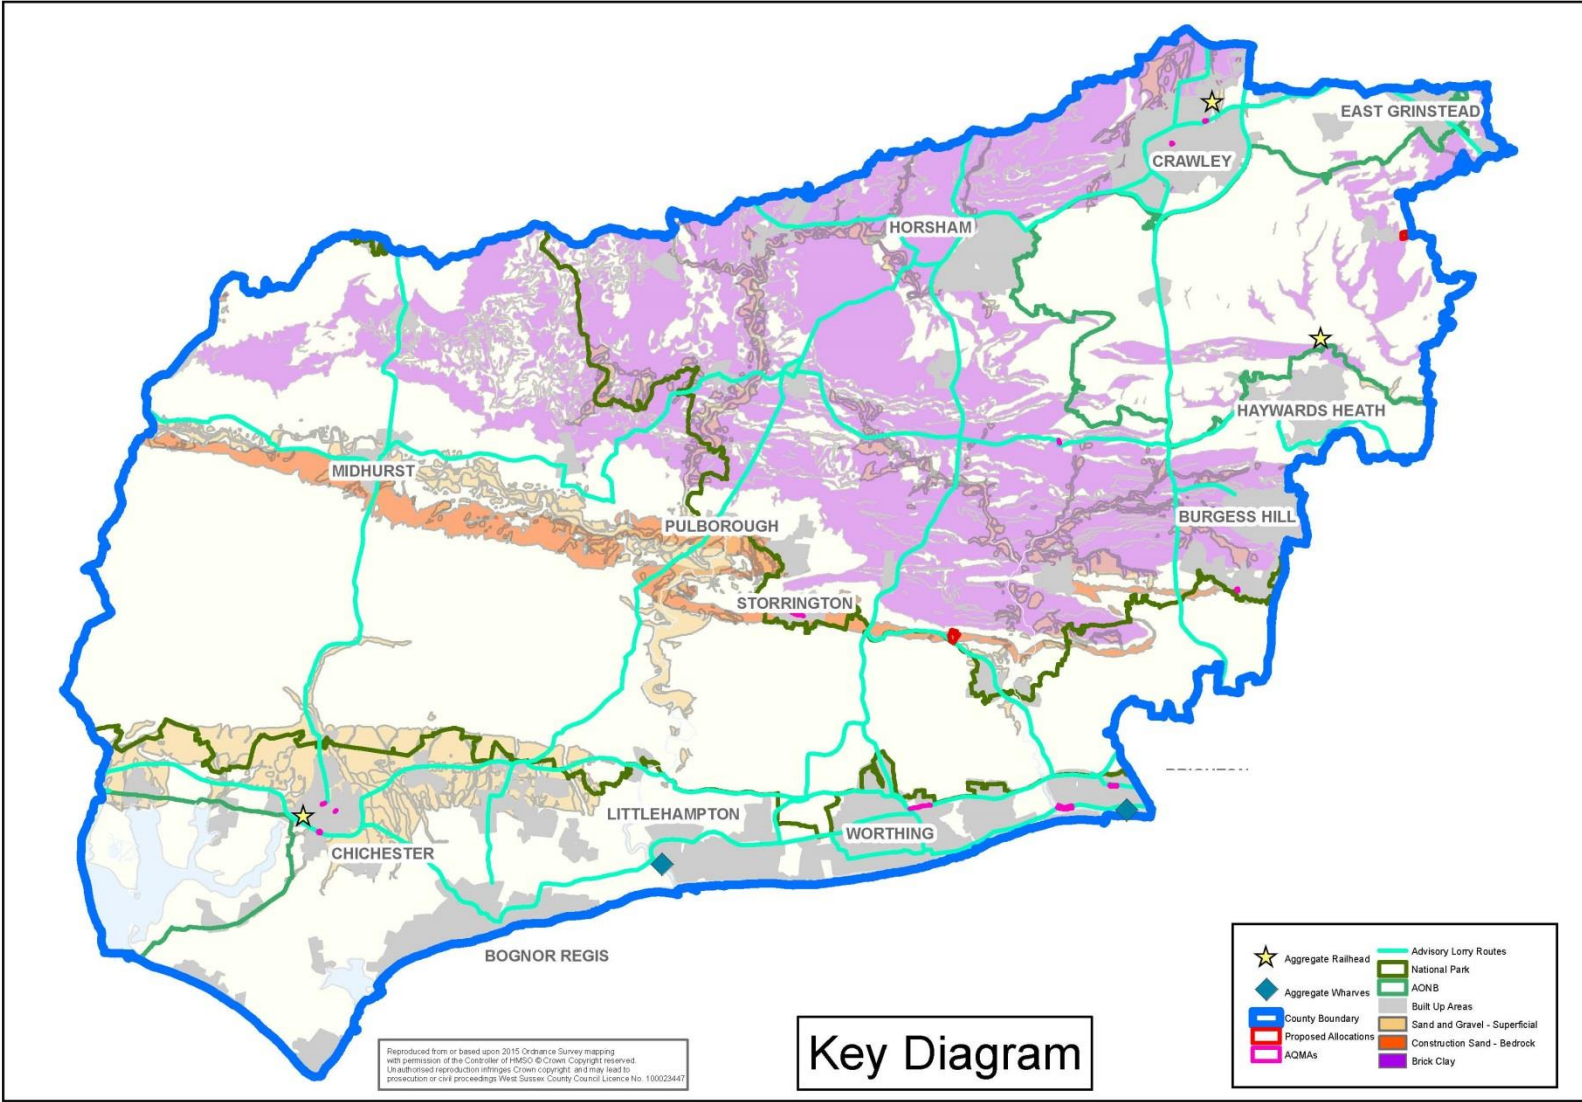 EAST GRINSTEAD
CRAWLEY
HORSHAM
HAYWARDS HEATH
MIDHURST
BURGESS HILL
PULBOROUGH
STORRINGTON
LITTLEHAMPTON
WORTHING
CHICHESTER
BOGNOR REGIS
Key Diagram
Reproduced from or based upon 2015 Ordnance Survey mapping
with permission of the Controller of HMSO © Crown Copyright reserved.
Unauthorised reproduction infringes Crown copyright and may lead to
prosecution or civil proceedings West Sussex County Council Licence No. 100023447
Aggregate Railhead
Aggregate Wharves
County Boundary
Proposed Allocations
AQMAs
Advisory Lorry Routes
National Park
AONB
Built Up Areas
Sand and Gravel - Superficial
Construction Sand - Bedrock
Brick Clay